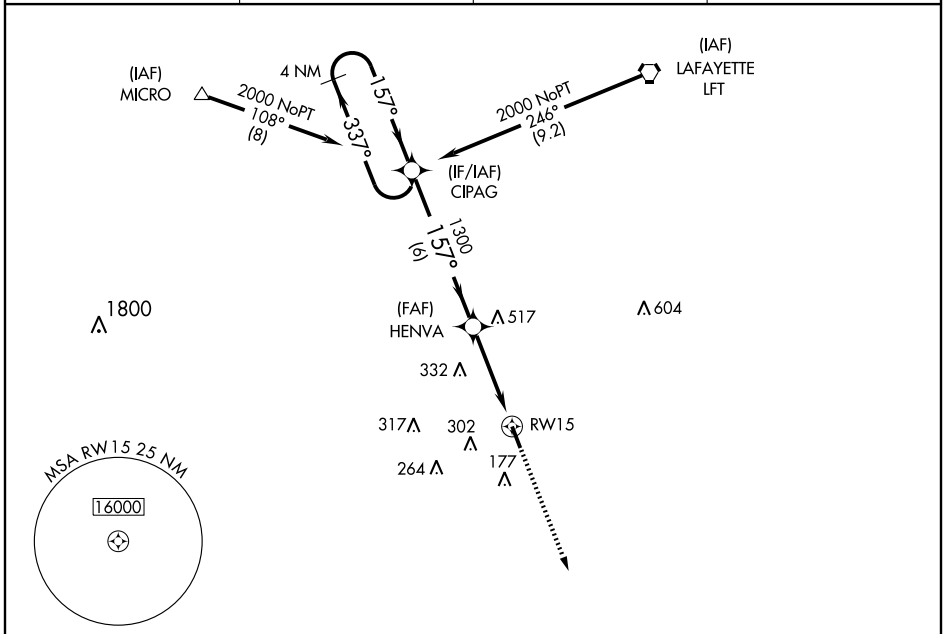 (IAF)
MICRO
2000 NoPT
108°
(8)
4 NM
157°
337°
(IAF)
LAFAYETTE
LFT
2000 NoPT
246°
(9.2)
(IF/IAF)
CIPAG
1300
157°
(6)
1800
(FAF)
HENVA
517
604
332
317
302
RW15
264
177
MSA RW15 25 NM
16000